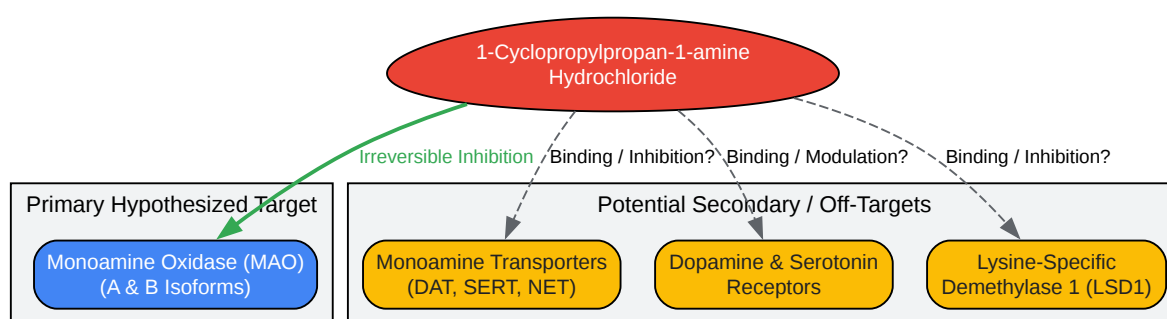 1-Cyclopropylpropan-1-amine
Hydrochloride
Irreversible Inhibition
Binding / Inhibition?
Binding / Modulation?
Binding / Inhibition?
Primary Hypothesized Target
Potential Secondary / Off-Targets
Monoamine Oxidase (MAO)
(A & B Isoforms)
Monoamine Transporters
(DAT, SERT, NET)
Dopamine & Serotonin
Receptors
Lysine-Specific
Demethylase 1 (LSD1)